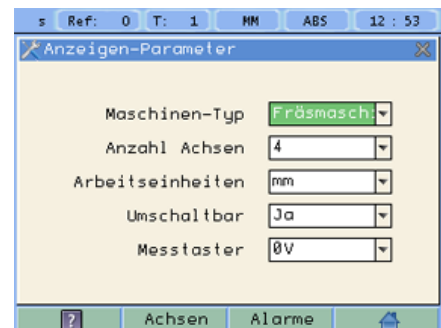 s Ref: 0 T: 1 MM ABS 12 : 53
Anzeigen-Parameter
Maschinen-Typ Fräsmasch
Anzahl Achsen 4
Arbeitseinheiten mm
Umschaltbar Ja
Messtaster 0V
? Achsen Alarme